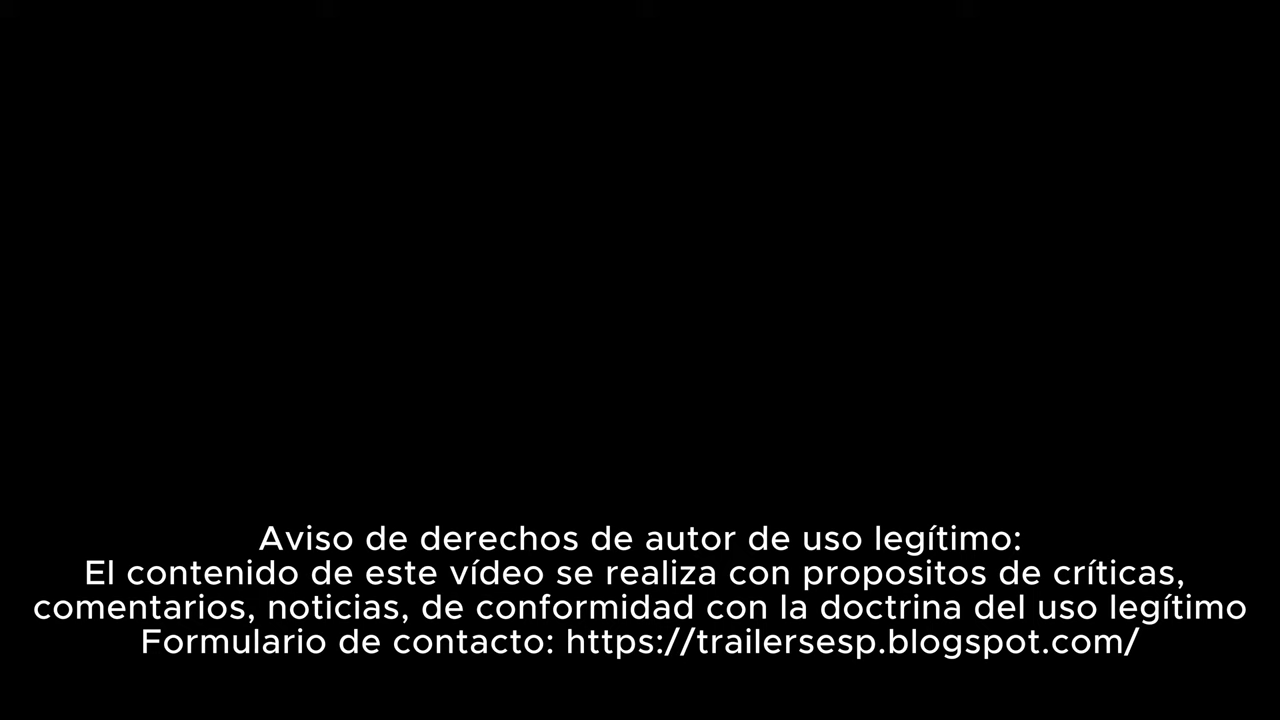 Aviso de derechos de autor de uso legítimo:
El contenido de este vídeo se realiza con propositos de críticas,
comentarios, noticias, de conformidad con la doctrina del uso legítimo
Formulario de contacto: https://trailersesp.blogspot.com/